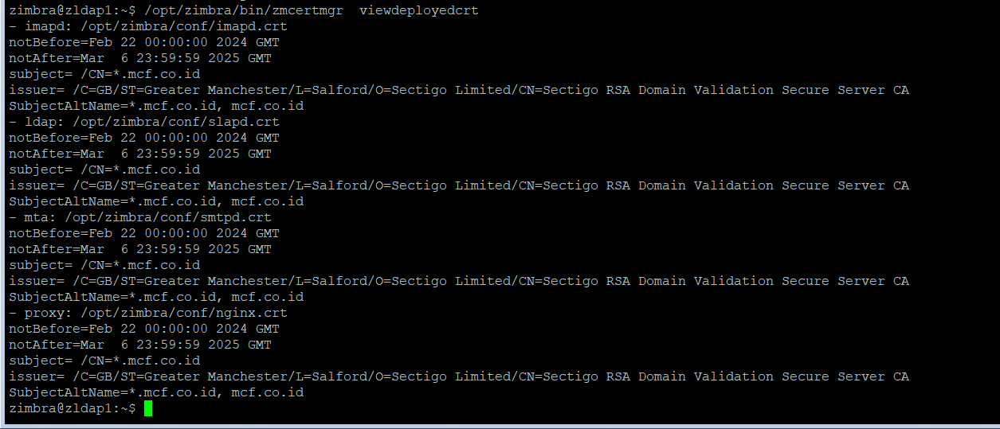 zimbra@zldap1:~$ /opt/zimbra/bin/zmcertmgr  viewdeployedcrt
- imapd: /opt/zimbra/conf/imapd.crt
notBefore=Feb 22 00:00:00 2024 GMT
notAfter=Mar  6 23:59:59 2025 GMT
subject= /CN=*.mcf.co.id
issuer= /C=GB/ST=Greater Manchester/L=Salford/O=Sectigo Limited/CN=Sectigo RSA Domain Validation Secure Server CA
SubjectAltName=*.mcf.co.id, mcf.co.id
- ldap: /opt/zimbra/conf/slapd.crt
notBefore=Feb 22 00:00:00 2024 GMT
notAfter=Mar  6 23:59:59 2025 GMT
subject= /CN=*.mcf.co.id
issuer= /C=GB/ST=Greater Manchester/L=Salford/O=Sectigo Limited/CN=Sectigo RSA Domain Validation Secure Server CA
SubjectAltName=*.mcf.co.id, mcf.co.id
- mta: /opt/zimbra/conf/smtpd.crt
notBefore=Feb 22 00:00:00 2024 GMT
notAfter=Mar  6 23:59:59 2025 GMT
subject= /CN=*.mcf.co.id
issuer= /C=GB/ST=Greater Manchester/L=Salford/O=Sectigo Limited/CN=Sectigo RSA Domain Validation Secure Server CA
SubjectAltName=*.mcf.co.id, mcf.co.id
- proxy: /opt/zimbra/conf/nginx.crt
notBefore=Feb 22 00:00:00 2024 GMT
notAfter=Mar  6 23:59:59 2025 GMT
subject= /CN=*.mcf.co.id
issuer= /C=GB/ST=Greater Manchester/L=Salford/O=Sectigo Limited/CN=Sectigo RSA Domain Validation Secure Server CA
SubjectAltName=*.mcf.co.id, mcf.co.id
zimbra@zldap1:~$